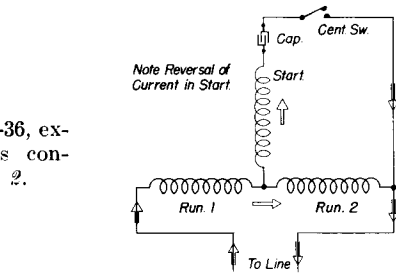 Cent. Sw.
Cap.
Note Reversal of
Current in Start.
Start.
-36, ex-
s con-
2.
Run. 1
Run. 2
To Line